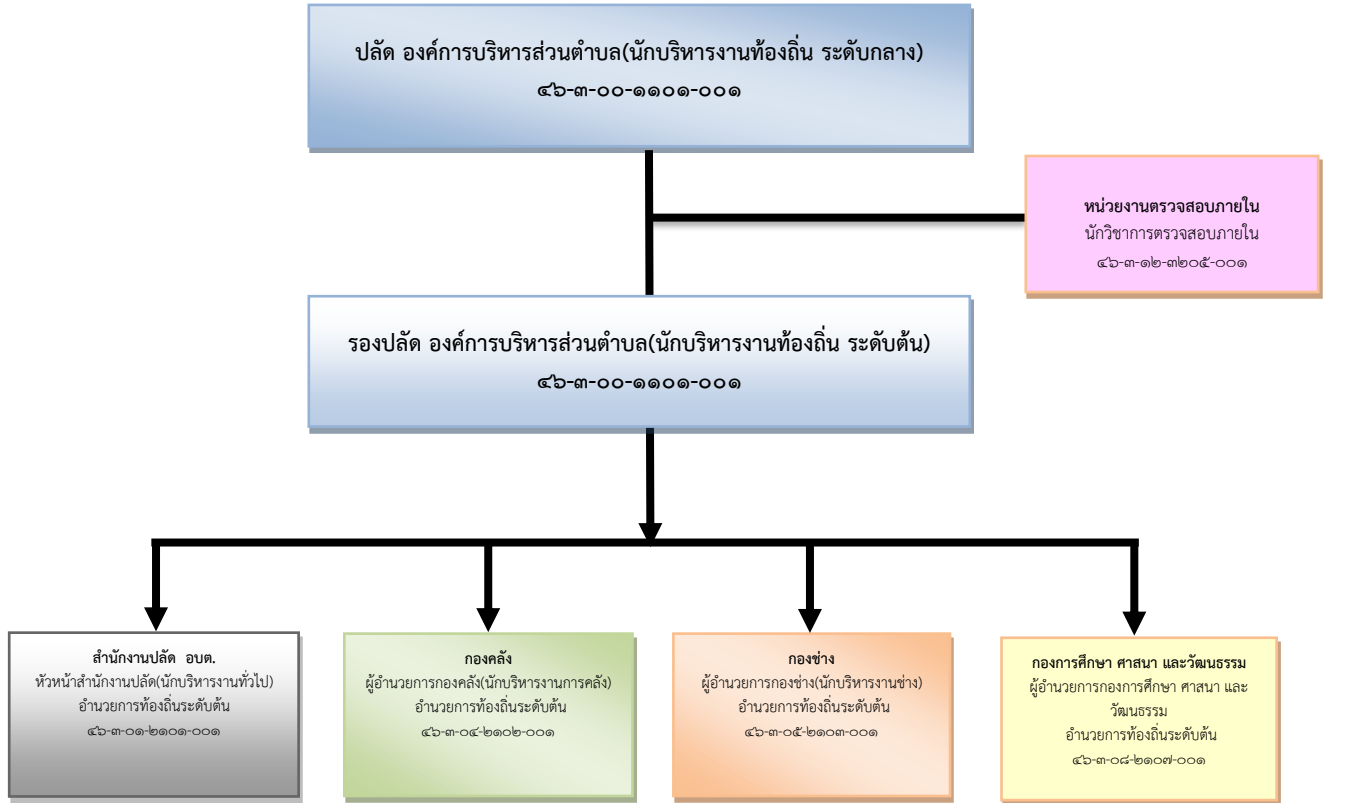 ปลัด องค์การบริหารส่วนตำบล(นักบริหารงานท้องถิ่น ระดับกลาง)
๔๖-๓-๐๐-๑๑๐๑-๐๐๑
หน่วยงานตรวจสอบภายใน
นักวิชาการตรวจสอบภายใน
๔๖-๓-๑๒-๓๒๐๕-๐๐๑
รองปลัด องค์การบริหารส่วนตำบล(นักบริหารงานท้องถิ่น ระดับต้น)
๔๖-๓-๐๐-๑๑๐๑-๐๐๑
สำนักงานปลัด อบต.
หัวหน้าสำนักงานปลัด(นักบริหารงานทั่วไป)
อำนวยการท้องถิ่นระดับต้น
๔๖-๓-๐๑-๒๑๐๑-๐๐๑
กองคลัง
ผู้อำนวยการกองคลัง(นักบริหารงานการคลัง)
อำนวยการท้องถิ่นระดับต้น
๔๖-๓-๐๔-๒๑๐๒-๐๐๑
กองช่าง
ผู้อำนวยการกองช่าง(นักบริหารงานช่าง)
อำนวยการท้องถิ่นระดับต้น
๔๖-๓-๐๕-๒๑๐๓-๐๐๑
กองการศึกษา ศาสนา และวัฒนธรรม
ผู้อำนวยการกองการศึกษา ศาสนา และ
วัฒนธรรม
อำนวยการท้องถิ่นระดับต้น
๔๖-๓-๐๘-๒๑๐๗-๐๐๑